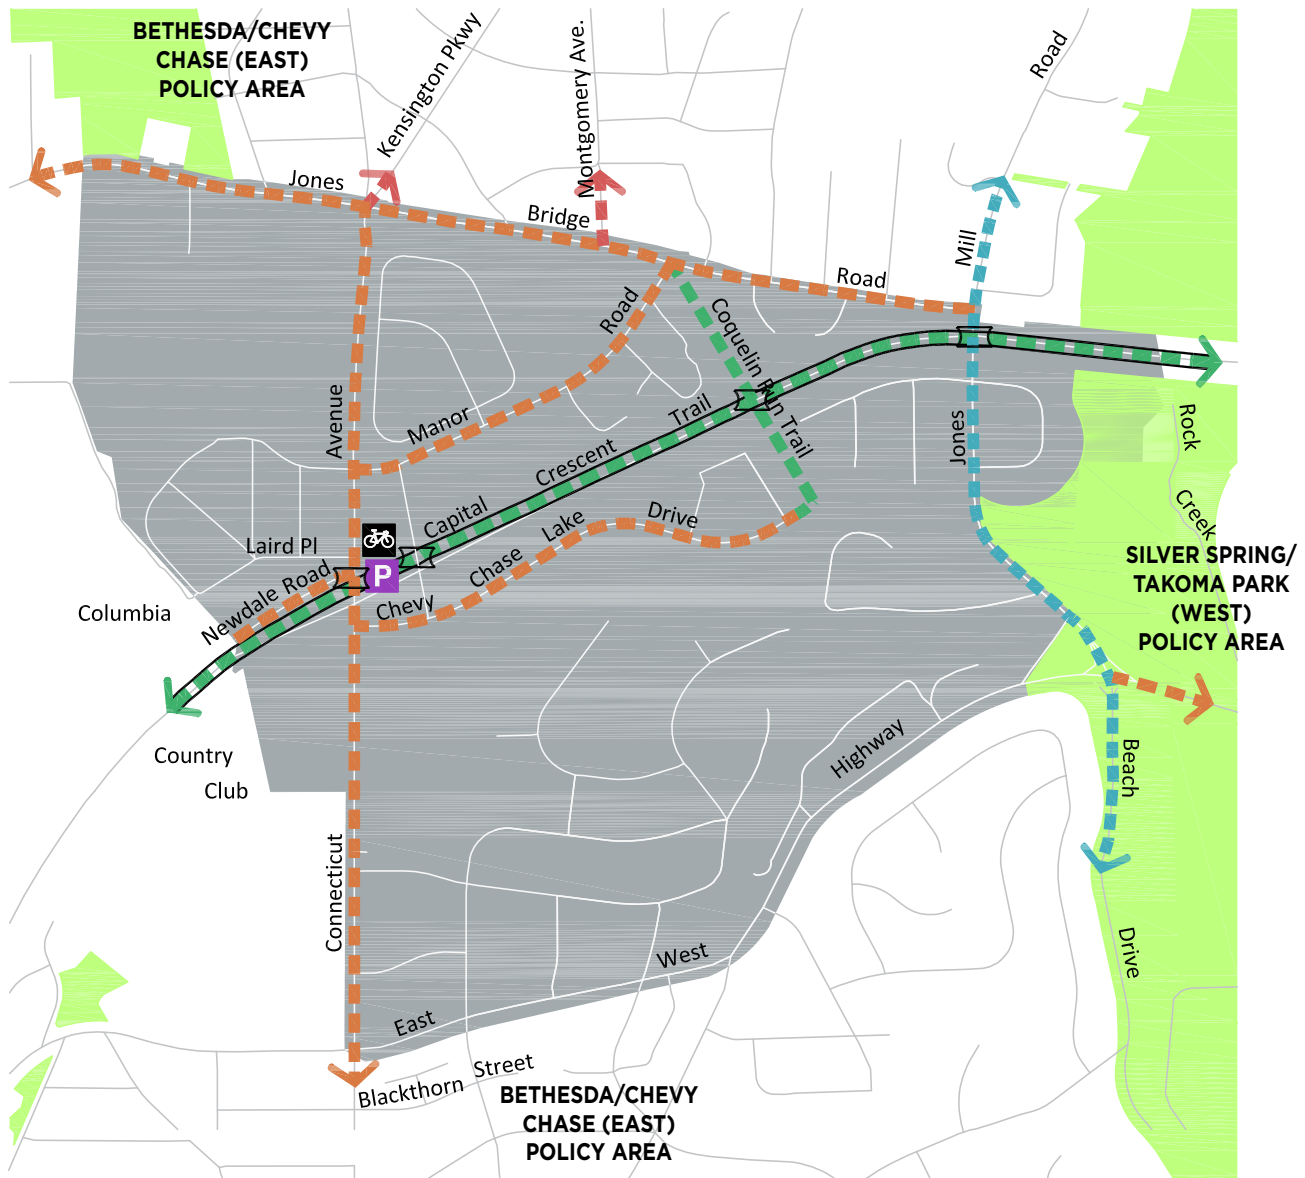 BETHESDA/CHEVY
CHASE (EAST)
POLICY AREA
Kensington Pkwy
Montgomery Ave.
Road
Jones
Bridge
Road
Mill
Road
Coquelin Run Trail
Avenue
Manor
Trail
Crescent
Capital
Jones
Rock
Creek
Laird Pl
Newdale Road
P
Chevy
Chase
Lake
Drive
Columbia
Country
Club
SILVER SPRING/
TAKOMA PARK
(WEST)
POLICY AREA
Highway
Beach
Connecticut
West
Drive
East
Blackthorn Street
BETHESDA/CHEVY
CHASE (EAST)
POLICY AREA